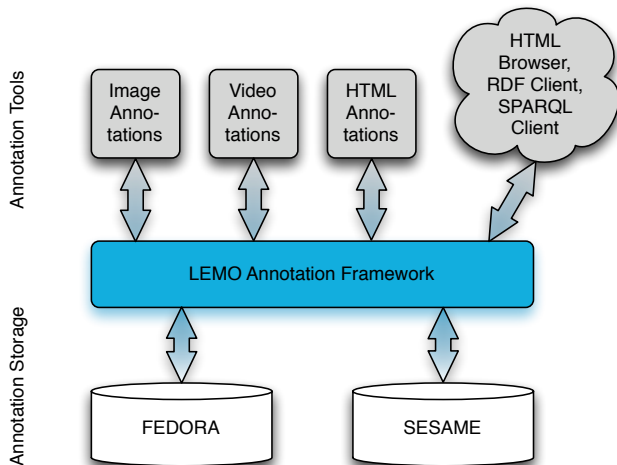 Annotation Tools
Image
Anno-
tations
Video
Anno-
tations
HTML
Anno-
tations
HTML
Browser,
RDF Client,
SPARQL
Client
LEMO Annotation Framework
Annotation Storage
FEDORA
SESAME